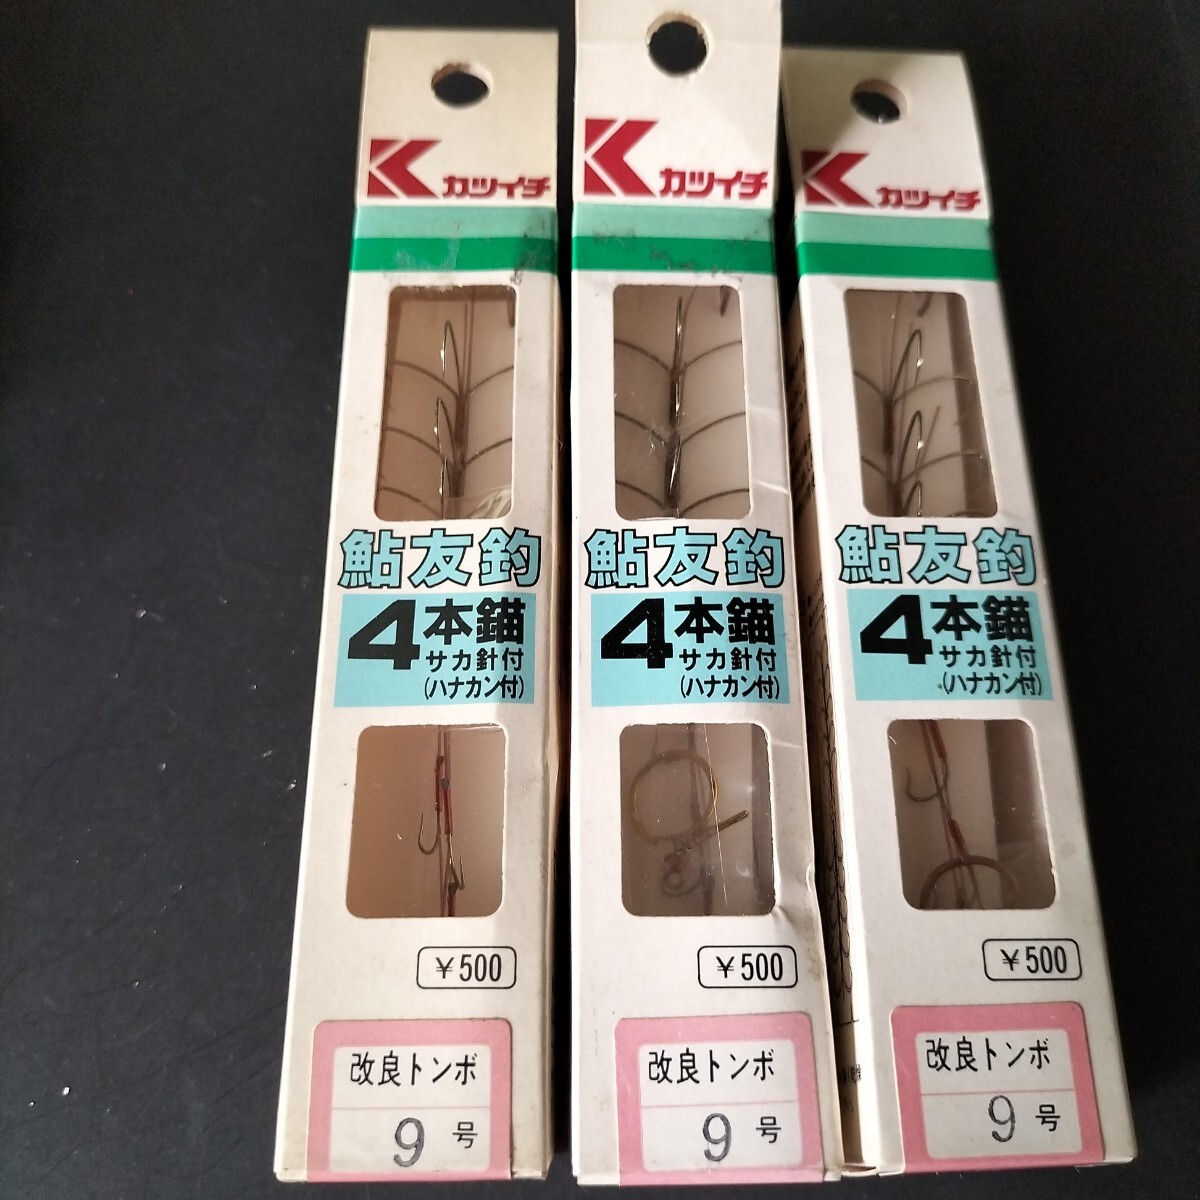 K カツイチ
鮎友釣
4本錨
サカ針付
(ハナカン付)
¥500
改良トンボ
9号
K カツイチ
鮎友釣
4本錨
サカ針付
(ハナカン付)
¥500
改良トンボ
9号
K カツイチ
鮎友釣
4本錨
サカ針付
(ハナカン付)
¥500
改良トンボ
9号